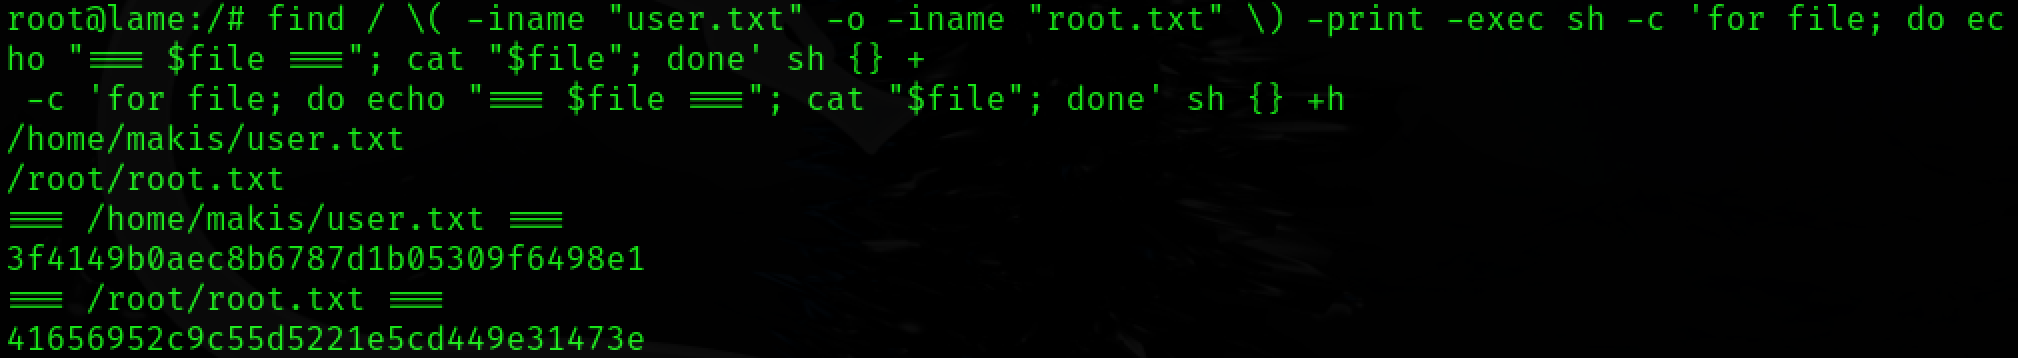 root@lame:/# find / \( -iname "user.txt" -o -iname "root.txt" \) -print -exec sh -c 'for file; do ec
ho "=== $file ==="; cat "$file"; done' sh {} +
 -c 'for file; do echo "=== $file ==="; cat "$file"; done' sh {} +h
/home/makis/user.txt
/root/root.txt
=== /home/makis/user.txt ===
3f4149b0aec8b6787d1b05309f6498e1
=== /root/root.txt ===
41656952c9c55d5221e5cd449e31473e